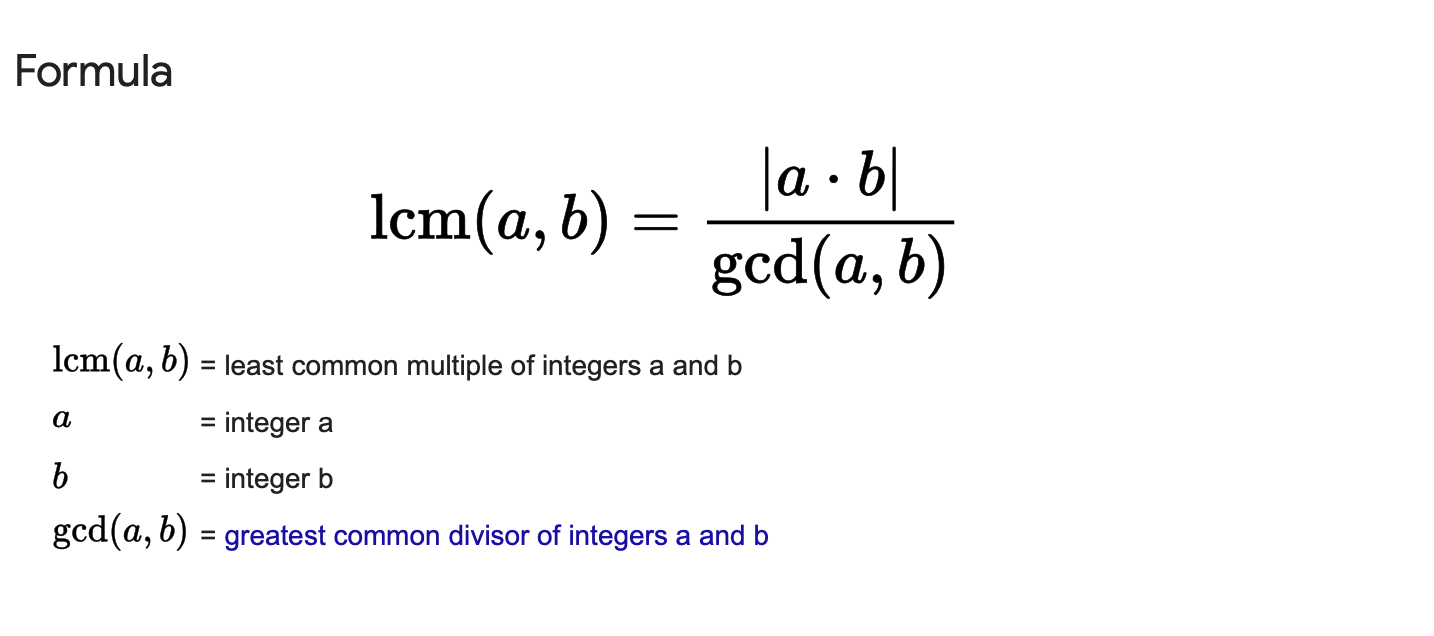 Formula
lcm(a, b) = |a · b| / gcd(a, b)
lcm(a, b) = least common multiple of integers a and b
a = integer a
b = integer b
gcd(a, b) = greatest common divisor of integers a and b